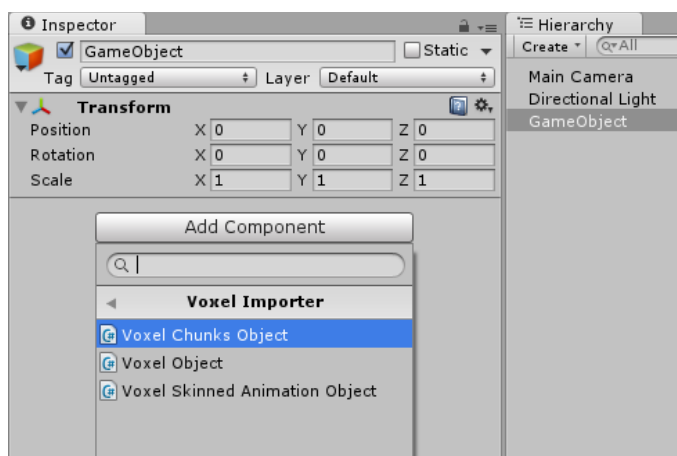 Inspector
GameObject
Static
Tag Untagged Layer Default
Transform
Position X 0 Y 0 Z 0
Rotation X 0 Y 0 Z 0
Scale X 1 Y 1 Z 1
Add Component
Voxel Importer
Voxel Chunks Object
Voxel Object
Voxel Skinned Animation Object
Hierarchy
Create All
Main Camera
Directional Light
GameObject